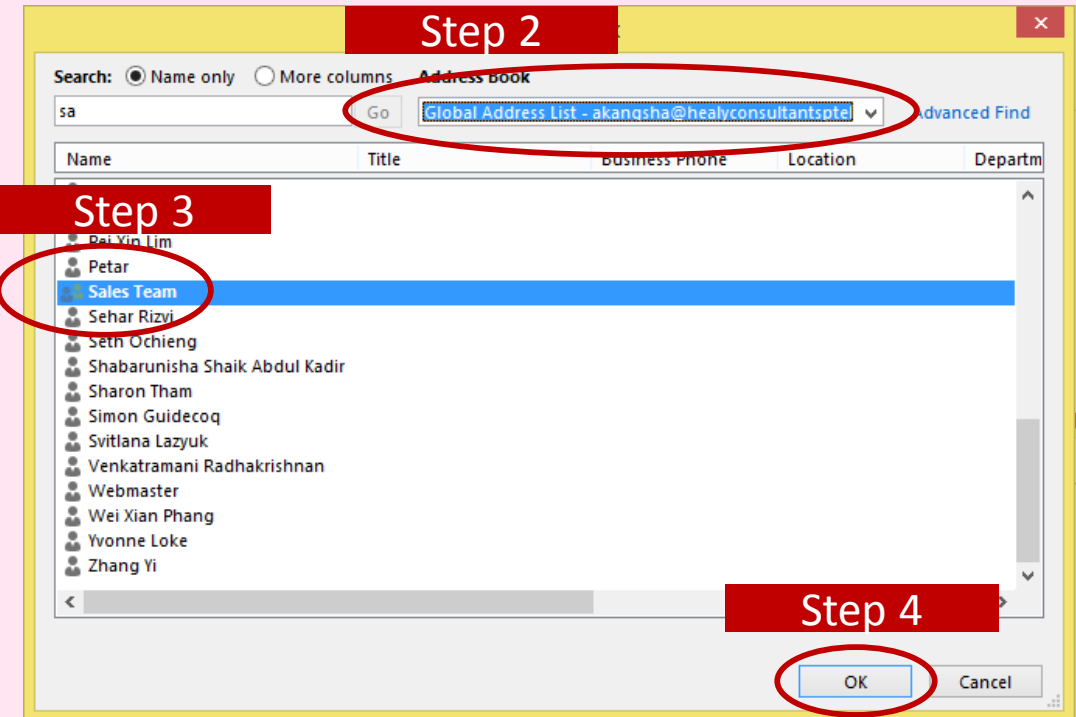 Step 2
Search: Name only More columns Address Book
sa Go Global Address List - akangsha@healyconsultantsptel Advanced Find
Name Title Business Phone Location Departm
Step 3
Pei Xin Lim
Petar
Sales Team
Sehar Rizvi
Seth Ochieng
Shabarunisha Shaik Abdul Kadir
Sharon Tham
Simon Guidecoq
Svitlana Lazyuk
Venkatramani Radhakrishnan
Webmaster
Wei Xian Phang
Yvonne Loke
Zhang Yi
Step 4
OK Cancel